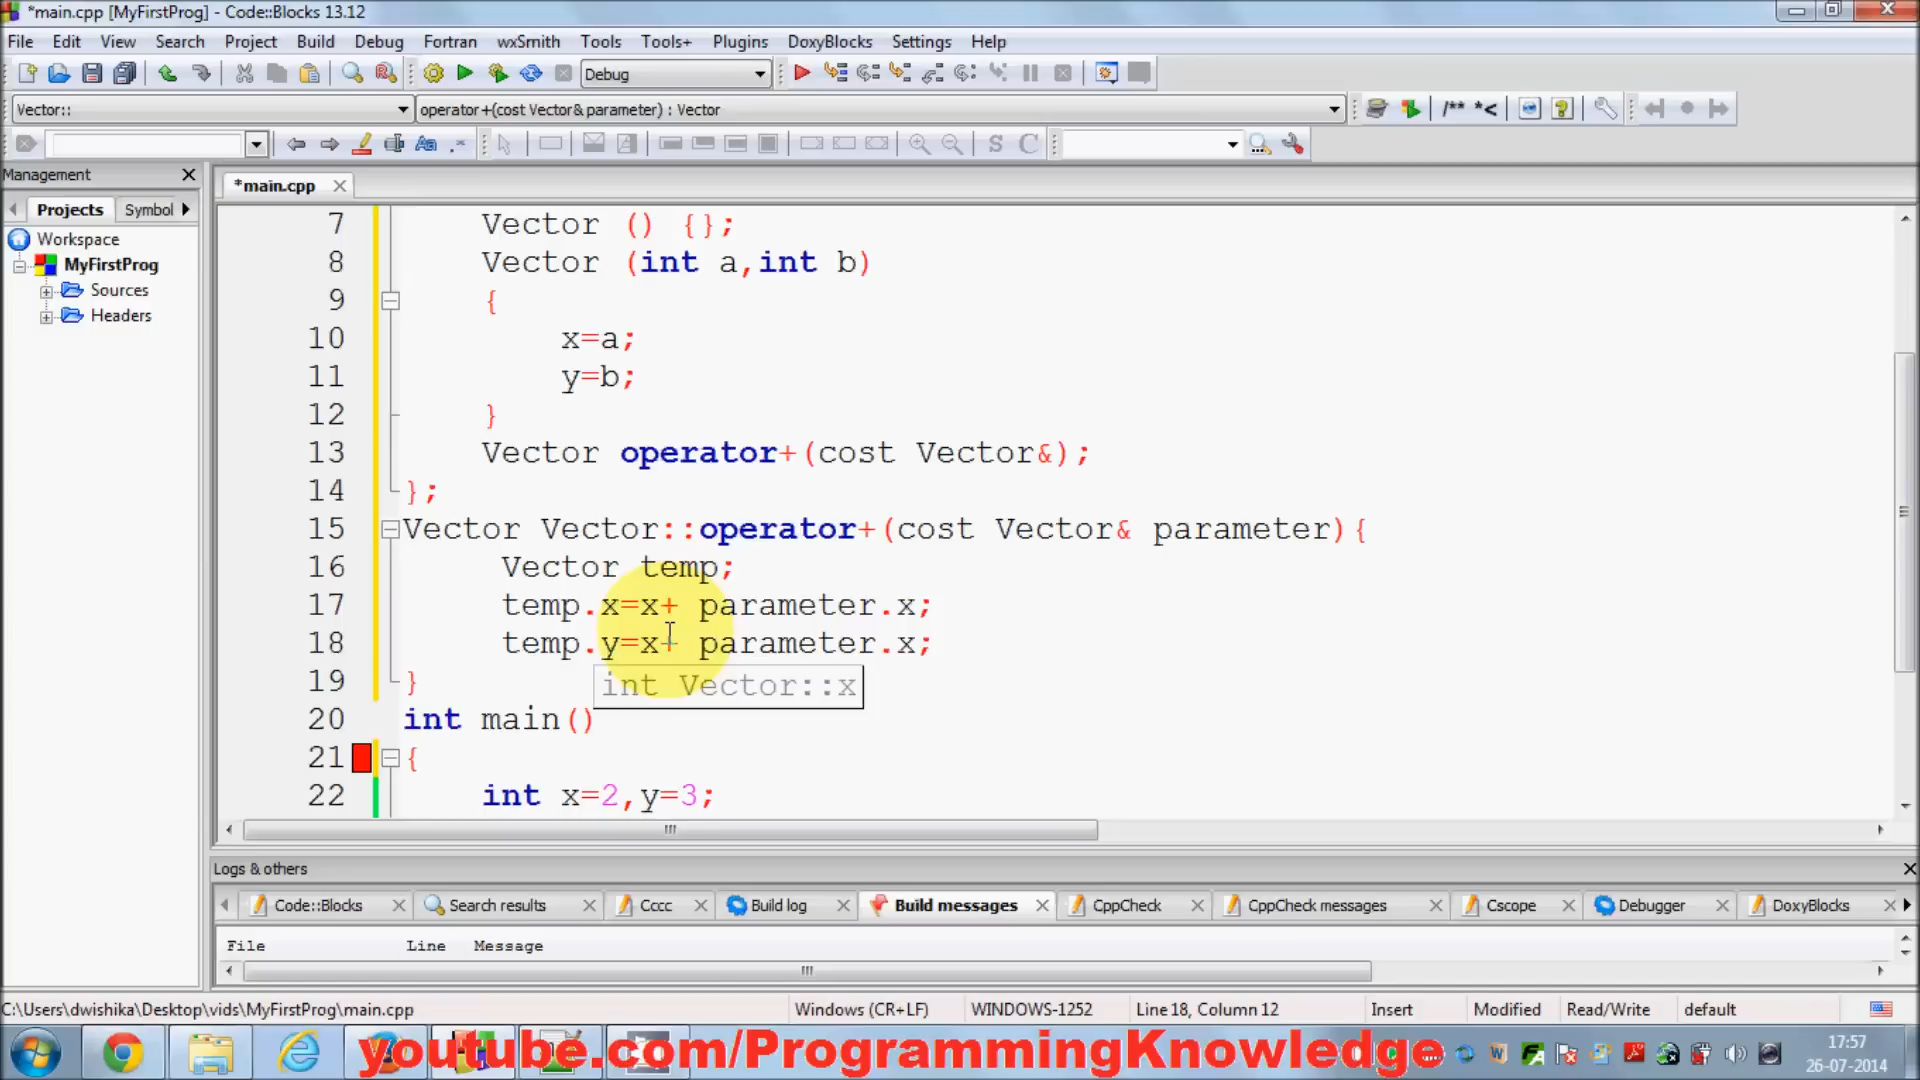 *main.cpp [MyFirstProg] - Code::Blocks 13.12
File Edit View Search Project Build Debug Fortran wxSmith Tools Tools+ Plugins DoxyBlocks Settings Help
Debug
Vector:: operator+(cost Vector& parameter) : Vector /** *<
S C
Management
*main.cpp
Projects Symbol
Workspace
MyFirstProg
Sources
Headers
7 Vector () {};
8 Vector (int a,int b)
9 {
10 x=a;
11 y=b;
12 }
13 Vector operator+(cost Vector&);
14 };
15 Vector Vector::operator+(cost Vector& parameter){
16 Vector temp;
17 temp.x=x+ parameter.x;
18 temp.y=x+ parameter.x;
19 }
int Vector::x
20 int main()
21 {
22 int x=2,y=3;
Logs & others
Code::Blocks Search results Cccc Build log Build messages CppCheck CppCheck messages Cscope Debugger DoxyBlocks
File Line Message
C:\Users\dwishika\Desktop\vids\MyFirstProg\main.cpp Windows (CR+LF) WINDOWS-1252 Line 18, Column 12 Insert Modified Read/Write default
youtube.com/ProgrammingKnowledge
17:57
26-07-2014